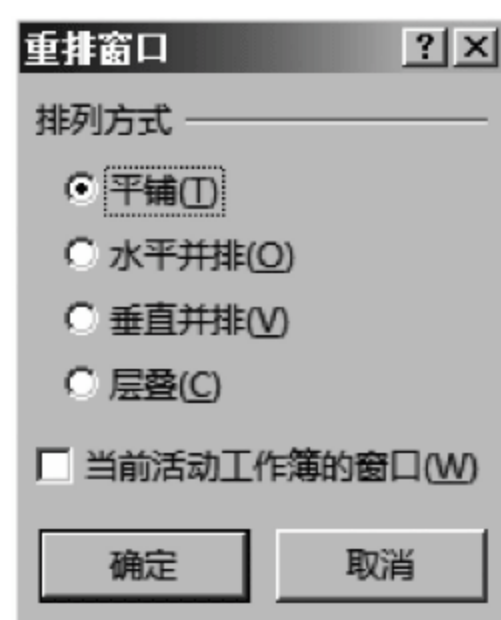 重排窗口 ? ×
排列方式
平铺(T)
水平并排(O)
垂直并排(V)
层叠(C)
当前活动工作簿的窗口(W)
确定 取消